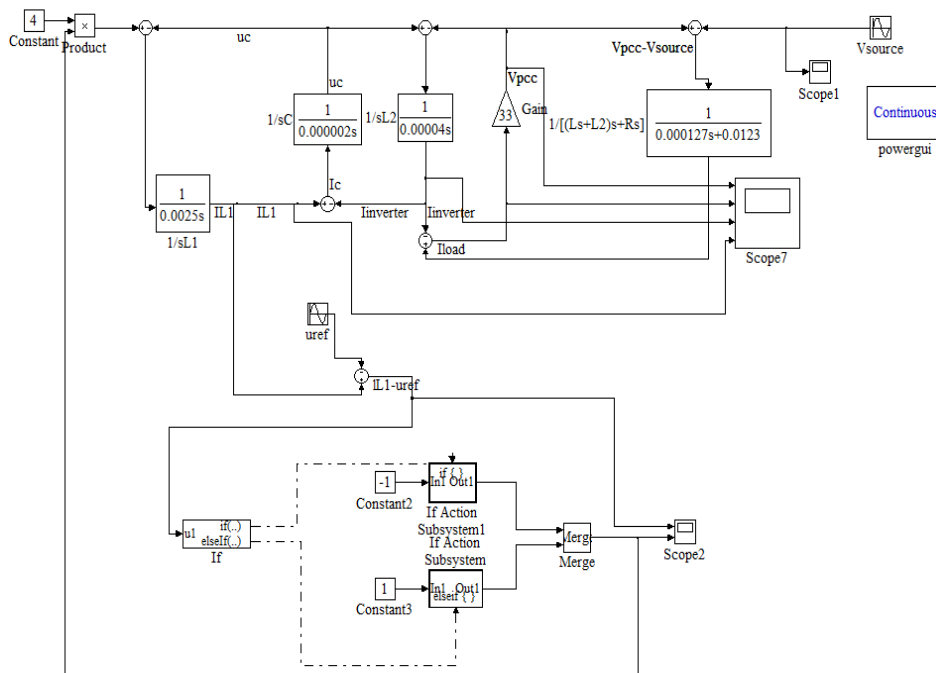 4
Constant
×
Product
uc
Vpcc-Vsource
Vsource
Scope1
Continuous
powergui
uc
1/sC
1
0.000002s
1/sL2
1
0.00004s
Vpcc
Gain
33
1/[(Ls+L2)s+Rs]
1
0.000127s+0.0123
Ic
1
0.0025s
1/sL1
IL1
IL1
Iinverter
Iinverter
Iload
Scope7
uref
IL1-uref
-1
Constant2
if { }
In1 Out1
If Action
Subsystem1
u1
if(..)
elseIf(..)
If
If Action
Subsystem
1
Constant3
In1 Out1
elseif { }
Merge
Merge
Scope2